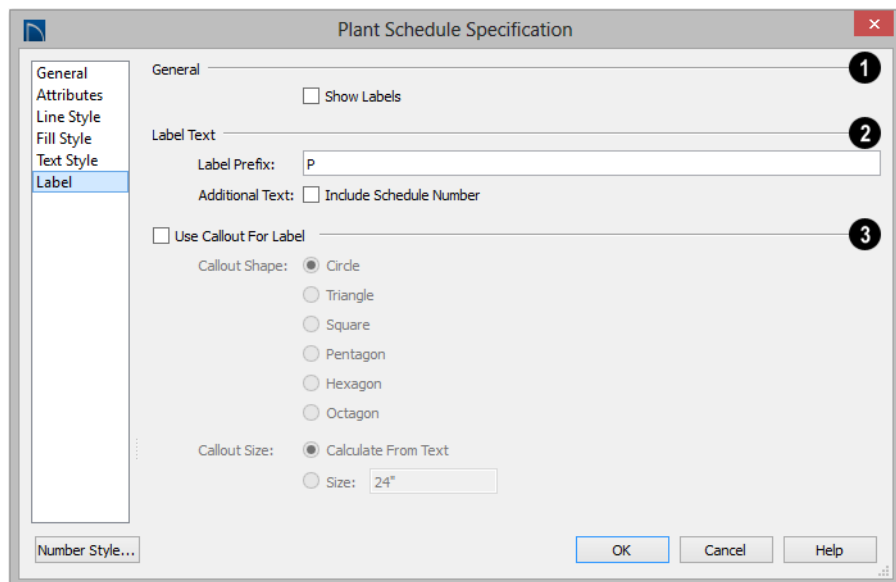 Plant Schedule Specification
General
Attributes
Line Style
Fill Style
Text Style
Label
General
1
Show Labels
Label Text
2
Label Prefix: P
Additional Text: Include Schedule Number
Use Callout For Label
3
Callout Shape: Circle
Triangle
Square
Pentagon
Hexagon
Octagon
Callout Size: Calculate From Text
Size: 24"
Number Style... OK Cancel Help